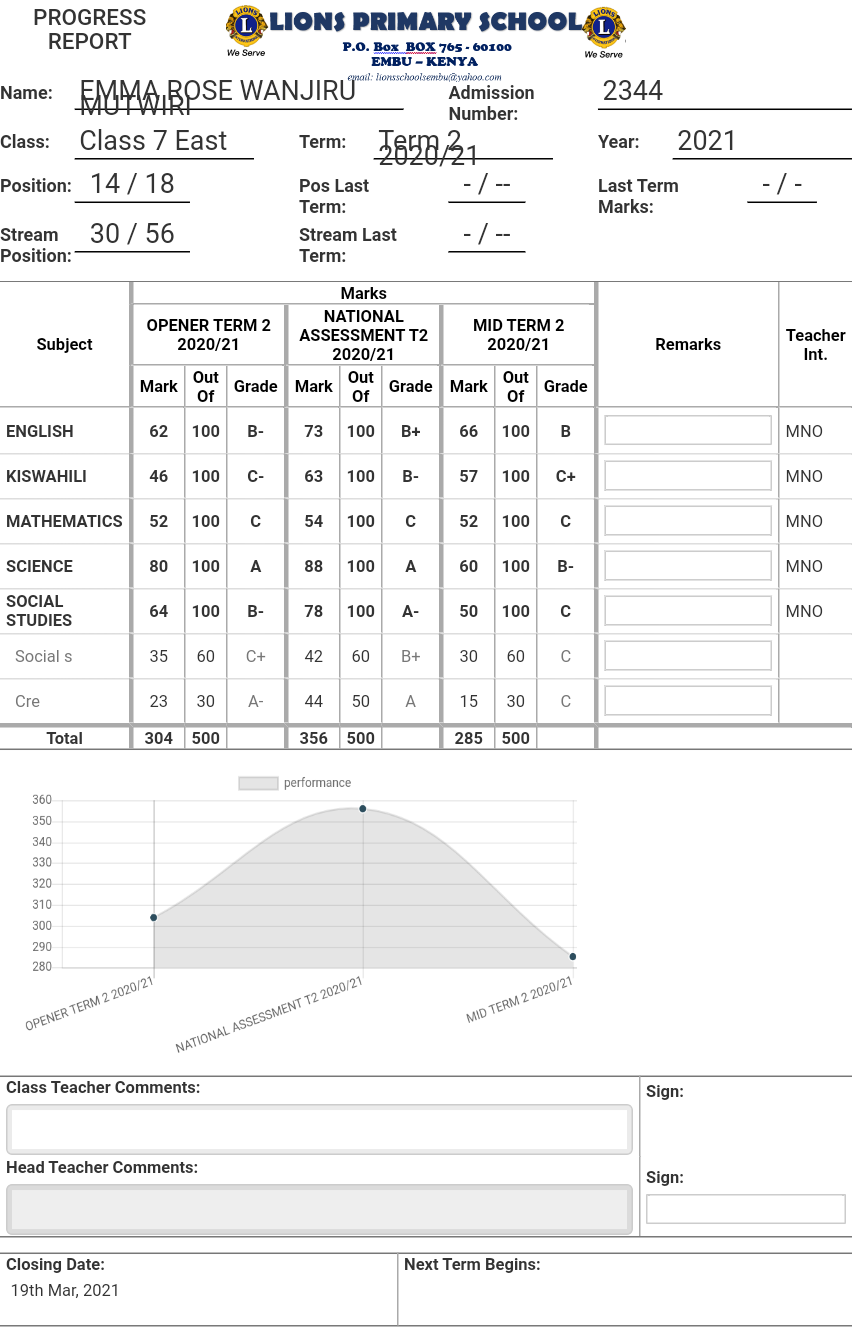 PROGRESS REPORT
LIONS INTERNATIONAL
We Serve
LIONS PRIMARY SCHOOL
P.O. Box BOX 765 - 60100
EMBU – KENYA
email: lionsschoolsembu@yahoo.com
LIONS INTERNATIONAL
We Serve
Name: EMMA ROSE WANJIRU MUTWIRI Admission Number: 2344
Class: Class 7 East Term: Term 2 2020/21 Year: 2021
Position: 14 / 18 Pos Last Term: - / -- Last Term Marks: - / -
Stream Position: 30 / 56 Stream Last Term: - / --
Subject Marks Remarks Teacher Int.
OPENER TERM 2 2020/21 NATIONAL ASSESSMENT T2 2020/21 MID TERM 2 2020/21
Mark Out Of Grade Mark Out Of Grade Mark Out Of Grade
ENGLISH 62 100 B- 73 100 B+ 66 100 B MNO
KISWAHILI 46 100 C- 63 100 B- 57 100 C+ MNO
MATHEMATICS 52 100 C 54 100 C 52 100 C MNO
SCIENCE 80 100 A 88 100 A 60 100 B- MNO
SOCIAL STUDIES 64 100 B- 78 100 A- 50 100 C MNO
Social s 35 60 C+ 42 60 B+ 30 60 C
Cre 23 30 A- 44 50 A 15 30 C
Total 304 500 356 500 285 500
performance
360
350
340
330
320
310
300
290
280
OPENER TERM 2 2020/21 NATIONAL ASSESSMENT T2 2020/21 MID TERM 2 2020/21
Class Teacher Comments: Sign:
Head Teacher Comments: Sign:
Closing Date: Next Term Begins:
19th Mar, 2021